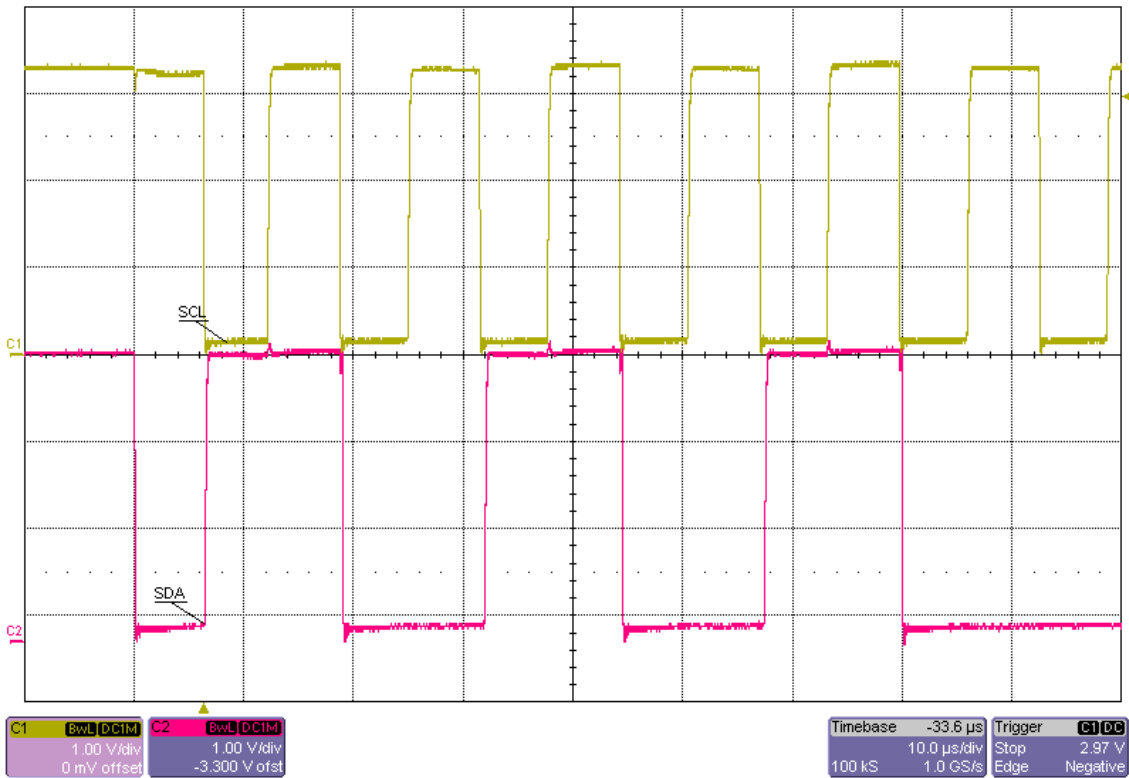 SCL
C1
SDA
C2
C1 BwL DC1M
1.00 V/div
0 mV offset
C2 BwL DC1M
1.00 V/div
-3.300 V ofst
Timebase -33.6 µs
10.0 µs/div
100 kS 1.0 GS/s
Trigger C1 DC
Stop 2.97 V
Edge Negative